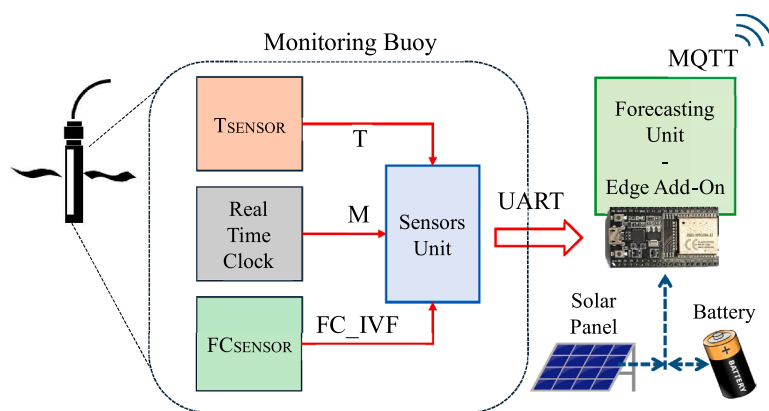 Monitoring Buoy
TSENSOR
T
Real
Time
Clock
M
FCSENSOR
FC_IVF
Sensors
Unit
UART
MQTT
Forecasting
Unit
-
Edge Add-On
Solar
Panel
Battery
BATTERY